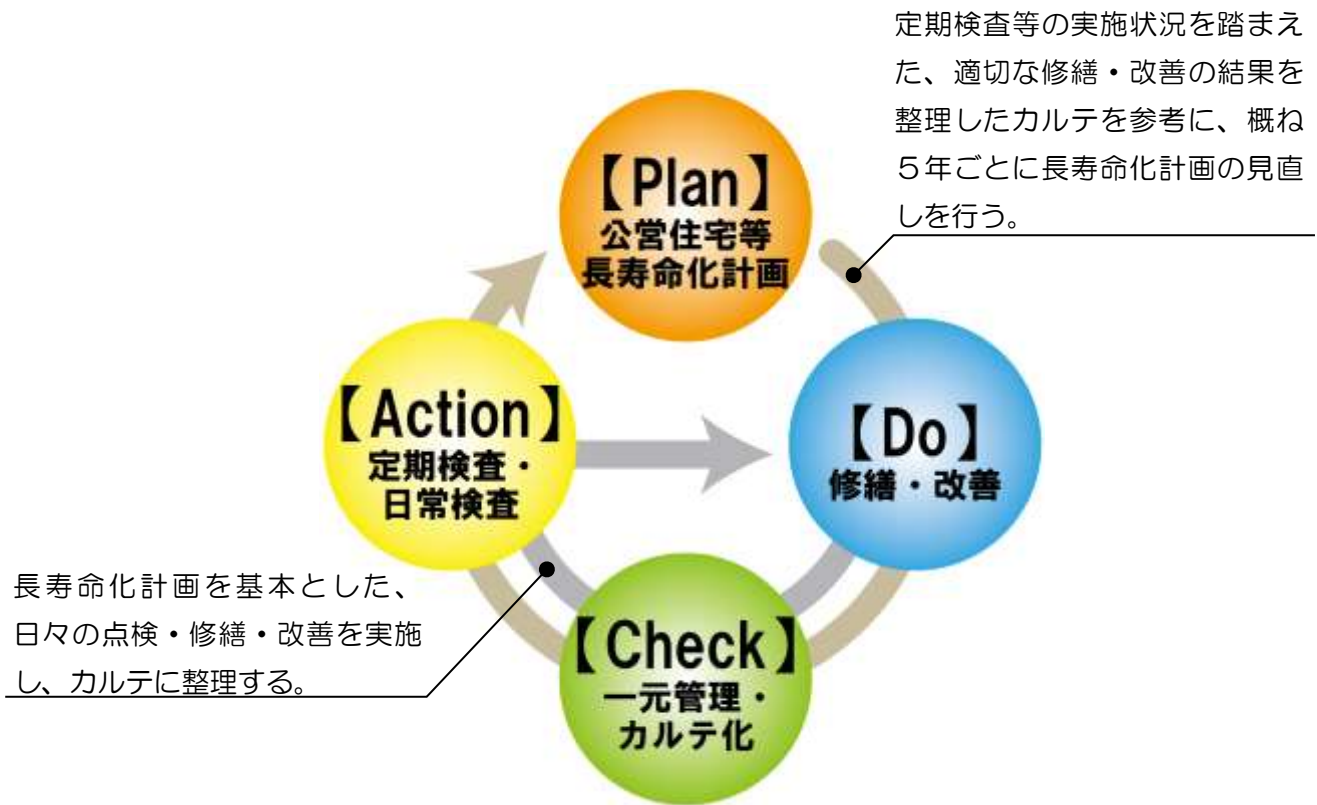 定期検査等の実施状況を踏まえ
た、適切な修繕・改善の結果を
整理したカルテを参考に、概ね
５年ごとに長寿命化計画の見直
しを行う。
【Plan】
公営住宅等
長寿命化計画
【Action】
定期検査・
日常検査
【Do】
修繕・改善
長寿命化計画を基本とした、
日々の点検・修繕・改善を実施
し、カルテに整理する。
【Check】
一元管理・
カルテ化